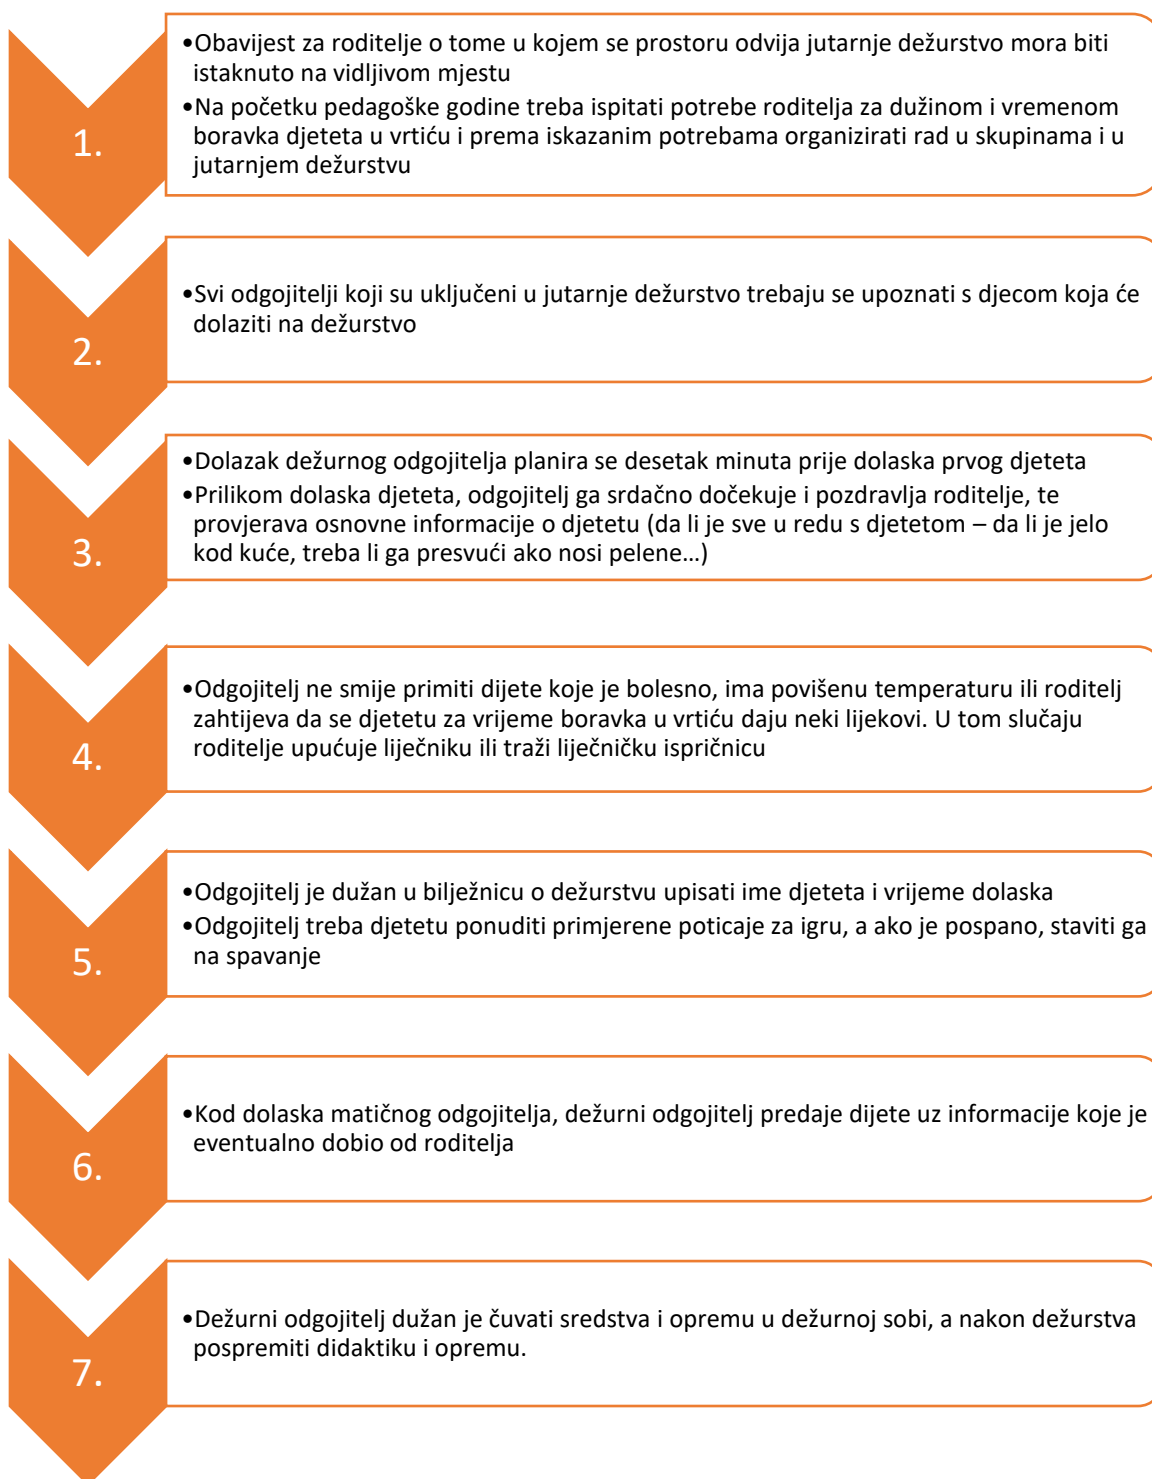 1.
•Obavijest za roditelje o tome u kojem se prostoru odvija jutarnje dežurstvo mora biti
istaknuto na vidljivom mjestu
•Na početku pedagoške godine treba ispitati potrebe roditelja za dužinom i vremenom
boravka djeteta u vrtiću i prema iskazanim potrebama organizirati rad u skupinama i u
jutarnjem dežurstvu
2.
•Svi odgojitelji koji su uključeni u jutarnje dežurstvo trebaju se upoznati s djecom koja će
dolaziti na dežurstvo
3.
•Dolazak dežurnog odgojitelja planira se desetak minuta prije dolaska prvog djeteta
•Prilikom dolaska djeteta, odgojitelj ga srdačno dočekuje i pozdravlja roditelje, te
provjerava osnovne informacije o djetetu (da li je sve u redu s djetetom – da li je jelo
kod kuće, treba li ga presvući ako nosi pelene…)
4.
•Odgojitelj ne smije primiti dijete koje je bolesno, ima povišenu temperaturu ili roditelj
zahtijeva da se djetetu za vrijeme boravka u vrtiću daju neki lijekovi. U tom slučaju
roditelje upućuje liječniku ili traži liječničku ispričnicu
5.
•Odgojitelj je dužan u bilježnicu o dežurstvu upisati ime djeteta i vrijeme dolaska
•Odgojitelj treba djetetu ponuditi primjerene poticaje za igru, a ako je pospano, staviti ga
na spavanje
6.
•Kod dolaska matičnog odgojitelja, dežurni odgojitelj predaje dijete uz informacije koje je
eventualno dobio od roditelja
7.
•Dežurni odgojitelj dužan je čuvati sredstva i opremu u dežurnoj sobi, a nakon dežurstva
pospremiti didaktiku i opremu.